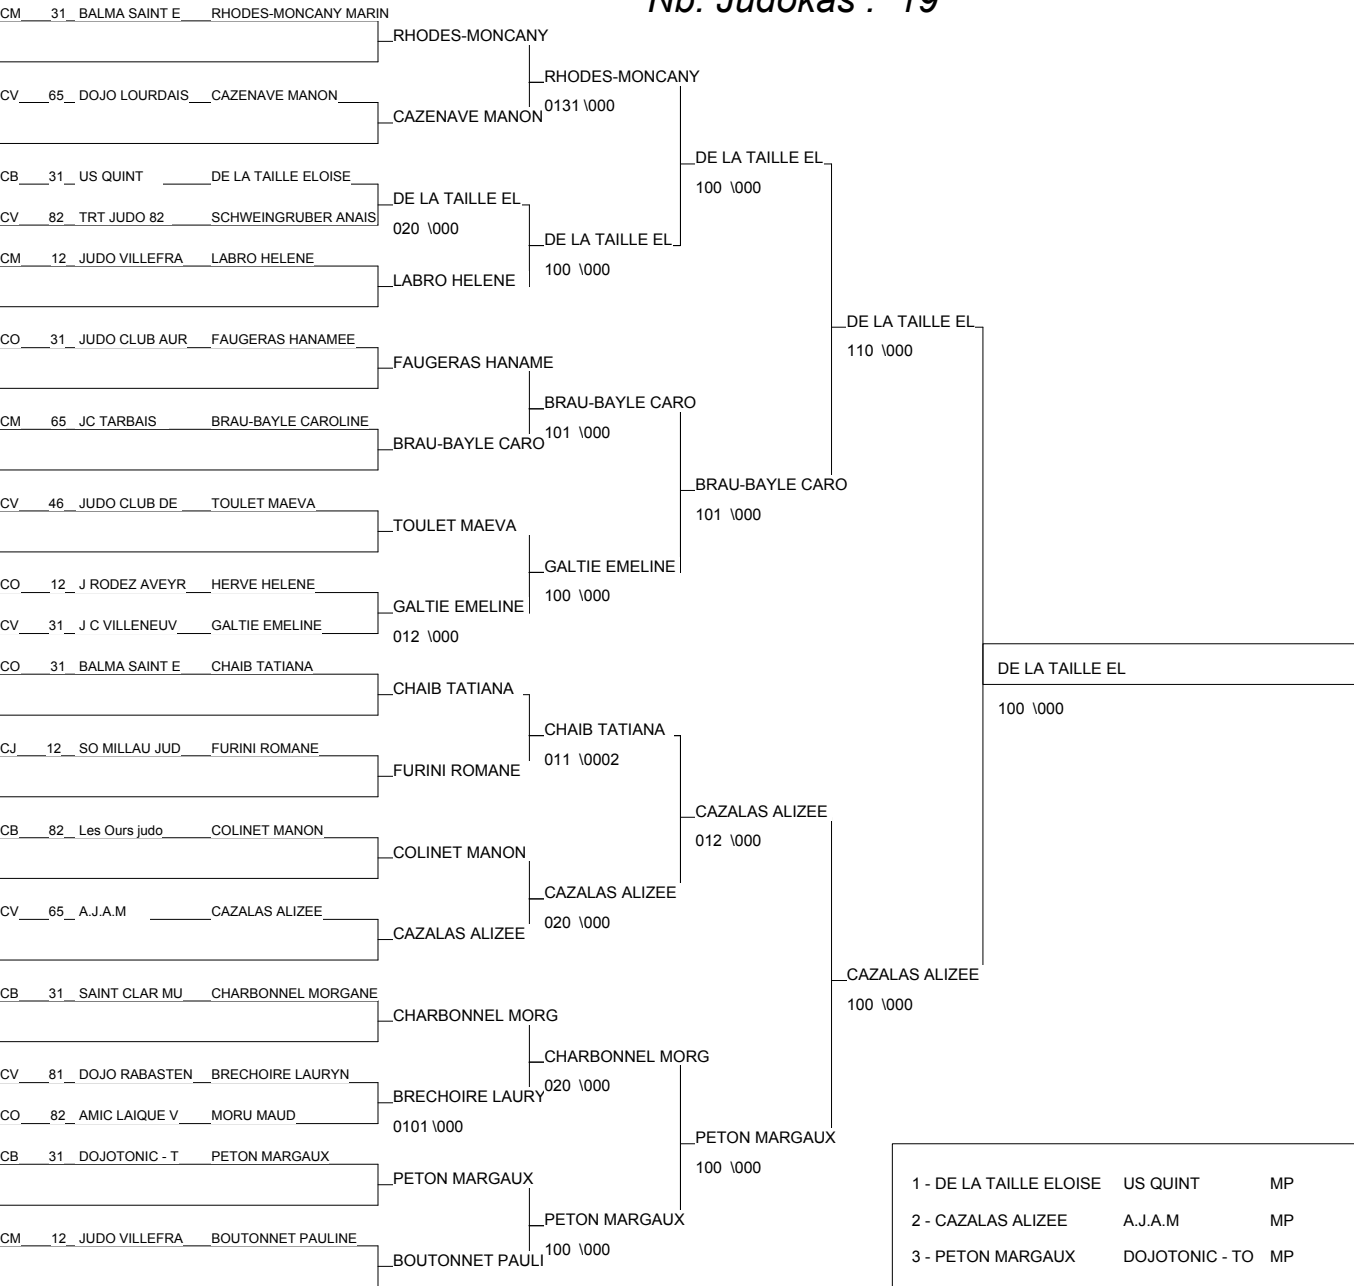 Nb. Judokas : 19
CM 31 BALMA SAINT E RHODES-MONCANY MARIN
RHODES-MONCANY
RHODES-MONCANY
0131 \000
CV 65 DOJO LOURDAIS CAZENAVE MANON
CAZENAVE MANON
DE LA TAILLE EL
100 \000
CB 31 US QUINT DE LA TAILLE ELOISE
DE LA TAILLE EL
020 \000
CV 82 TRT JUDO 82 SCHWEINGRUBER ANAIS
DE LA TAILLE EL
100 \000
CM 12 JUDO VILLEFRA LABRO HELENE
LABRO HELENE
DE LA TAILLE EL
110 \000
CO 31 JUDO CLUB AUR FAUGERAS HANAMEE
FAUGERAS HANAME
BRAU-BAYLE CARO
101 \000
CM 65 JC TARBAIS BRAU-BAYLE CAROLINE
BRAU-BAYLE CARO
BRAU-BAYLE CARO
101 \000
CV 46 JUDO CLUB DE TOULET MAEVA
TOULET MAEVA
GALTIE EMELINE
100 \000
CO 12 J RODEZ AVEYR HERVE HELENE
GALTIE EMELINE
012 \000
CV 31 J C VILLENEUV GALTIE EMELINE
DE LA TAILLE EL
100 \000
CO 31 BALMA SAINT E CHAIB TATIANA
CHAIB TATIANA
CHAIB TATIANA
011 \0002
CJ 12 SO MILLAU JUD FURINI ROMANE
FURINI ROMANE
CAZALAS ALIZEE
012 \000
CB 82 Les Ours judo COLINET MANON
COLINET MANON
CAZALAS ALIZEE
020 \000
CV 65 A.J.A.M CAZALAS ALIZEE
CAZALAS ALIZEE
CAZALAS ALIZEE
100 \000
CB 31 SAINT CLAR MU CHARBONNEL MORGANE
CHARBONNEL MORG
CHARBONNEL MORG
020 \000
CV 81 DOJO RABASTEN BRECHOIRE LAURYN
BRECHOIRE LAURY
0101 \000
CO 82 AMIC LAIQUE V MORU MAUD
PETON MARGAUX
100 \000
CB 31 DOJOTONIC - T PETON MARGAUX
PETON MARGAUX
PETON MARGAUX
100 \000
CM 12 JUDO VILLEFRA BOUTONNET PAULINE
BOUTONNET PAULI
1 - DE LA TAILLE ELOISE US QUINT MP
2 - CAZALAS ALIZEE A.J.A.M MP
3 - PETON MARGAUX DOJOTONIC - TO MP